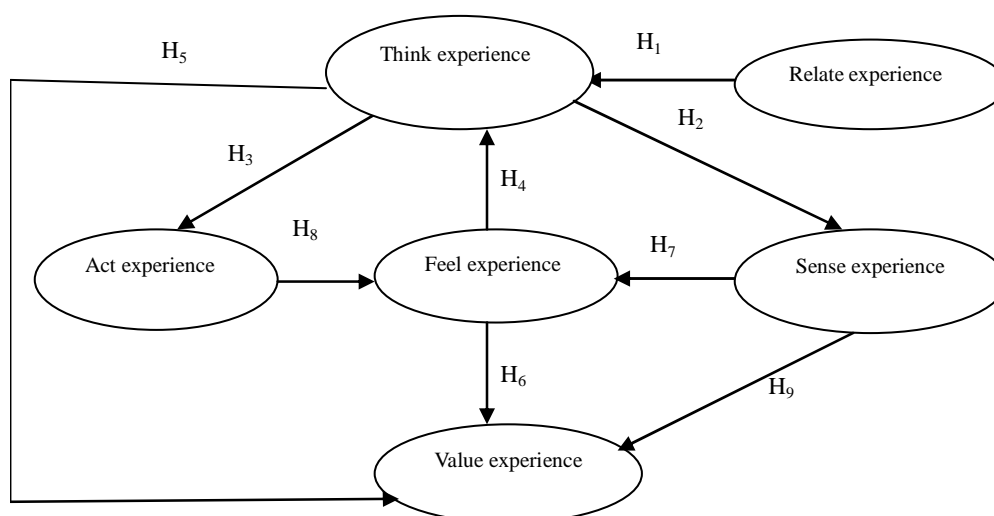 H₅
Think experience
H₁
Relate experience
H₂
H₃
H₄
Act experience
H₈
Feel experience
H₇
Sense experience
H₆
H₉
Value experience